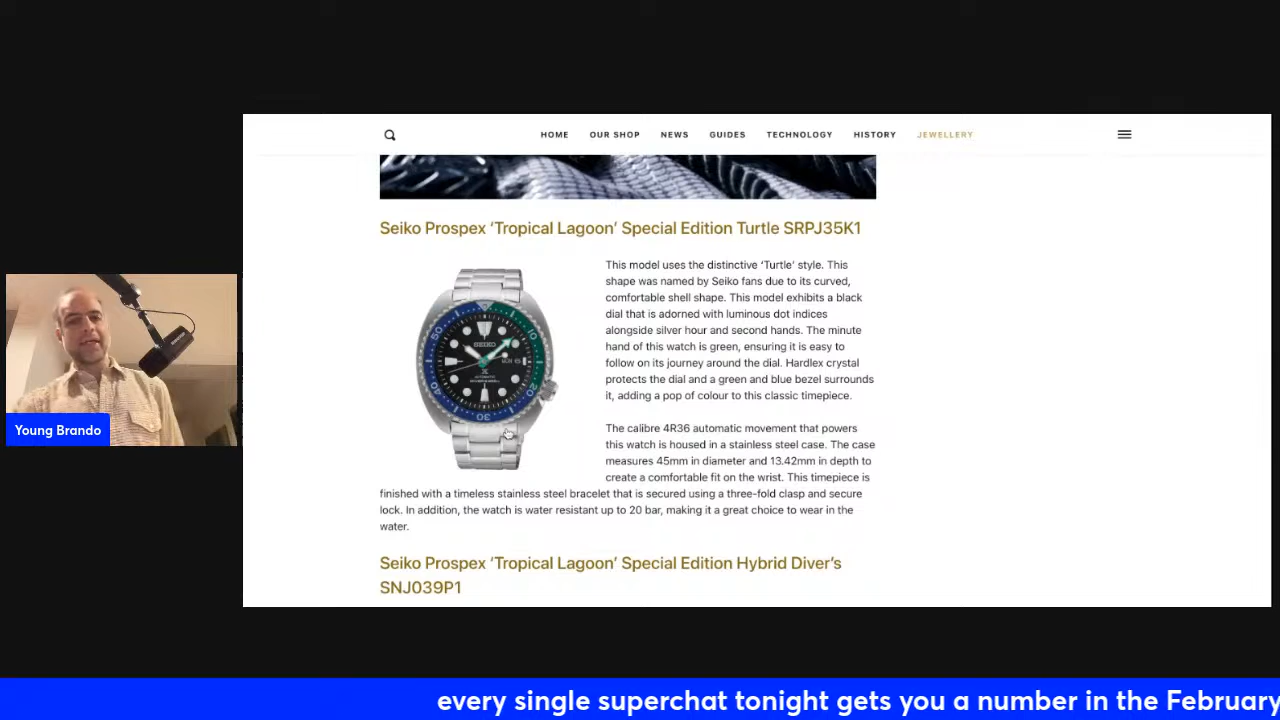 HOME OUR SHOP NEWS GUIDES TECHNOLOGY HISTORY JEWELLERY
Seiko Prospex ‘Tropical Lagoon’ Special Edition Turtle SRPJ35K1
This model uses the distinctive ‘Turtle’ style. This
shape was named by Seiko fans due to its curved,
comfortable shell shape. This model exhibits a black
dial that is adorned with luminous dot indices
alongside silver hour and second hands. The minute
hand of this watch is green, ensuring it is easy to
follow on its journey around the dial. Hardlex crystal
protects the dial and a green and blue bezel surrounds
it, adding a pop of colour to this classic timepiece.
SEIKO
The calibre 4R36 automatic movement that powers
this watch is housed in a stainless steel case. The case
measures 45mm in diameter and 13.42mm in depth to
create a comfortable fit on the wrist. This timepiece is
finished with a timeless stainless steel bracelet that is secured using a three-fold clasp and secure
lock. In addition, the watch is water resistant up to 20 bar, making it a great choice to wear in the
water.
Seiko Prospex ‘Tropical Lagoon’ Special Edition Hybrid Diver’s
SNJ039P1
Young Brando
every single superchat tonight gets you a number in the February